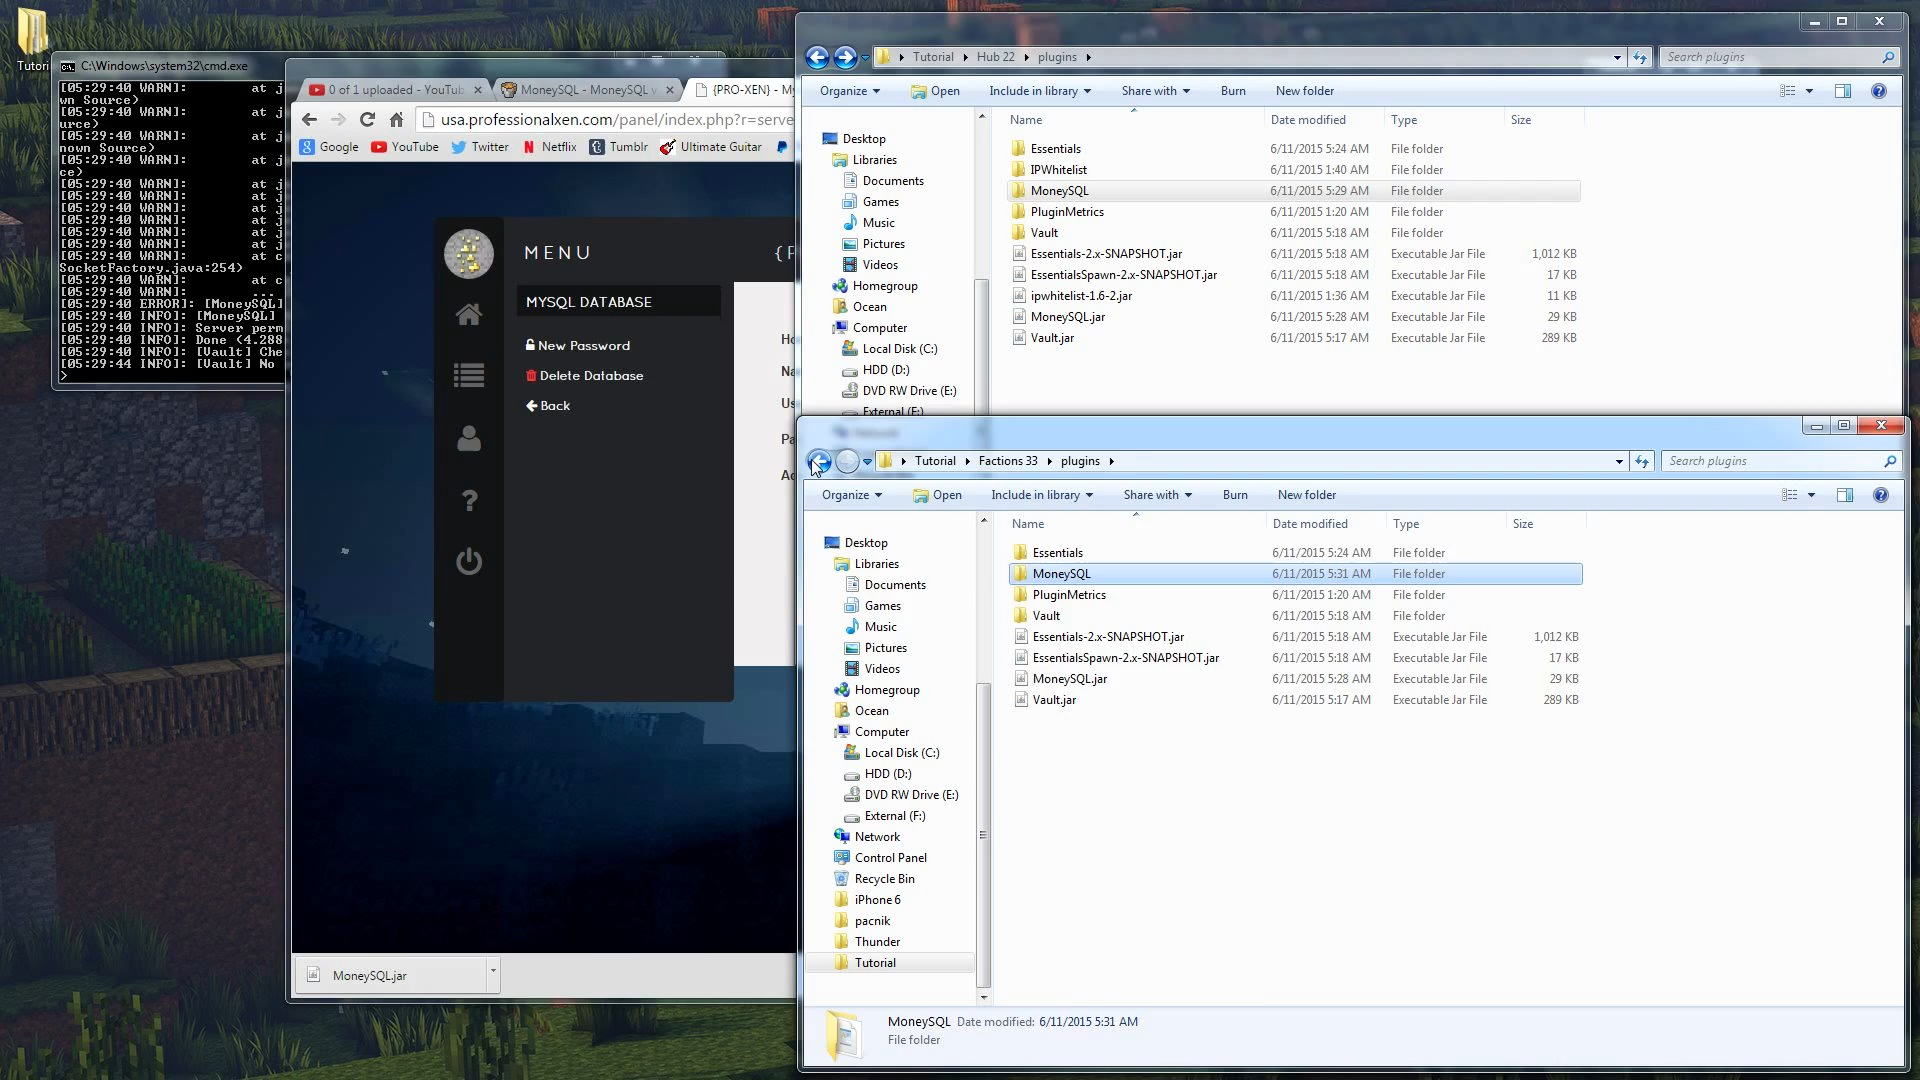 Tutori
C:\Windows\system32\cmd.exe
[05:29:40 WARN]: at j
wn Source)
[05:29:40 WARN]: at j
urce)
[05:29:40 WARN]: at j
nown Source)
[05:29:40 WARN]: at j
ce)
[05:29:40 WARN]: at j
[05:29:40 WARN]: at j
[05:29:40 WARN]: at j
[05:29:40 WARN]: at j
[05:29:40 WARN]: at j
[05:29:40 WARN]: at j
[05:29:40 WARN]: at c
SocketFactory.java:254)
[05:29:40 WARN]: at c
[05:29:40 WARN]: ...
[05:29:40 ERROR]: [MoneySQL]
[05:29:40 INFO]: [MoneySQL]
[05:29:40 INFO]: Server perm
[05:29:40 INFO]: Done (4.288
[05:29:40 INFO]: [Vault] Che
[05:29:44 INFO]: [Vault] No
>
0 of 1 uploaded - YouTub
MoneySQL - MoneySQL v
{PRO-XEN} - My
usa.professionalxen.com/panel/index.php?r=serve
Google
YouTube
Twitter
Netflix
Tumblr
Ultimate Guitar
MENU
{P
MYSQL DATABASE
New Password
Delete Database
Back
Ho
Na
Us
Pa
Ad
MoneySQL.jar
Tutorial Hub 22 plugins
Search plugins
Organize Open Include in library Share with Burn New folder
Name Date modified Type Size
Desktop
Libraries
Documents
Games
Music
Pictures
Videos
Homegroup
Ocean
Computer
Local Disk (C:)
HDD (D:)
DVD RW Drive (E:)
External (F:)
Essentials 6/11/2015 5:24 AM File folder
IPWhitelist 6/11/2015 1:40 AM File folder
MoneySQL 6/11/2015 5:29 AM File folder
PluginMetrics 6/11/2015 1:20 AM File folder
Vault 6/11/2015 5:18 AM File folder
Essentials-2.x-SNAPSHOT.jar 6/11/2015 5:18 AM Executable Jar File 1,012 KB
EssentialsSpawn-2.x-SNAPSHOT.jar 6/11/2015 5:18 AM Executable Jar File 17 KB
ipwhitelist-1.6-2.jar 6/11/2015 1:36 AM Executable Jar File 11 KB
MoneySQL.jar 6/11/2015 5:28 AM Executable Jar File 29 KB
Vault.jar 6/11/2015 5:17 AM Executable Jar File 289 KB
Tutorial Factions 33 plugins
Search plugins
Organize Open Include in library Share with Burn New folder
Name Date modified Type Size
Desktop
Libraries
Documents
Games
Music
Pictures
Videos
Homegroup
Ocean
Computer
Local Disk (C:)
HDD (D:)
DVD RW Drive (E:)
External (F:)
Network
Control Panel
Recycle Bin
iPhone 6
pacnik
Thunder
Tutorial
Essentials 6/11/2015 5:24 AM File folder
MoneySQL 6/11/2015 5:31 AM File folder
PluginMetrics 6/11/2015 1:20 AM File folder
Vault 6/11/2015 5:18 AM File folder
Essentials-2.x-SNAPSHOT.jar 6/11/2015 5:18 AM Executable Jar File 1,012 KB
EssentialsSpawn-2.x-SNAPSHOT.jar 6/11/2015 5:18 AM Executable Jar File 17 KB
MoneySQL.jar 6/11/2015 5:28 AM Executable Jar File 29 KB
Vault.jar 6/11/2015 5:17 AM Executable Jar File 289 KB
MoneySQL Date modified: 6/11/2015 5:31 AM
File folder